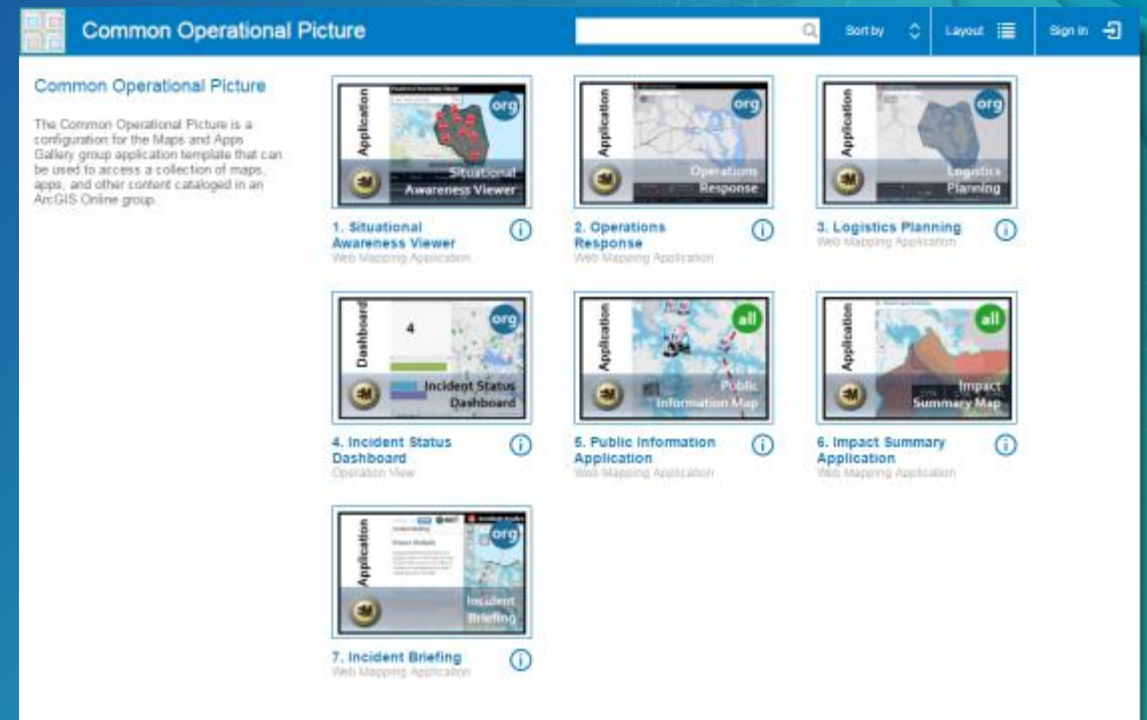 Common Operational Picture
Sort by
Layout
Sign In
Common Operational Picture
The Common Operational Picture is a
configuration for the Maps and Apps
Gallery group application template that can
be used to access a collection of maps,
apps, and other content cataloged in an
ArcGIS Online group.
Application
org
Situational
Awareness Viewer
1. Situational
Awareness Viewer
Web Mapping Application
Application
org
Operations
Response
2. Operations
Response
Web Mapping Application
Application
org
Logistics
Planning
3. Logistics Planning
Web Mapping Application
Dashboard
4
org
Incident Status
Dashboard
4. Incident Status
Dashboard
Operation View
Application
all
Public
Information Map
5. Public Information
Application
Web Mapping Application
Application
all
Impact
Summary Map
6. Impact Summary
Application
Web Mapping Application
Application
org
Incident
Briefing
7. Incident Briefing
Web Mapping Application